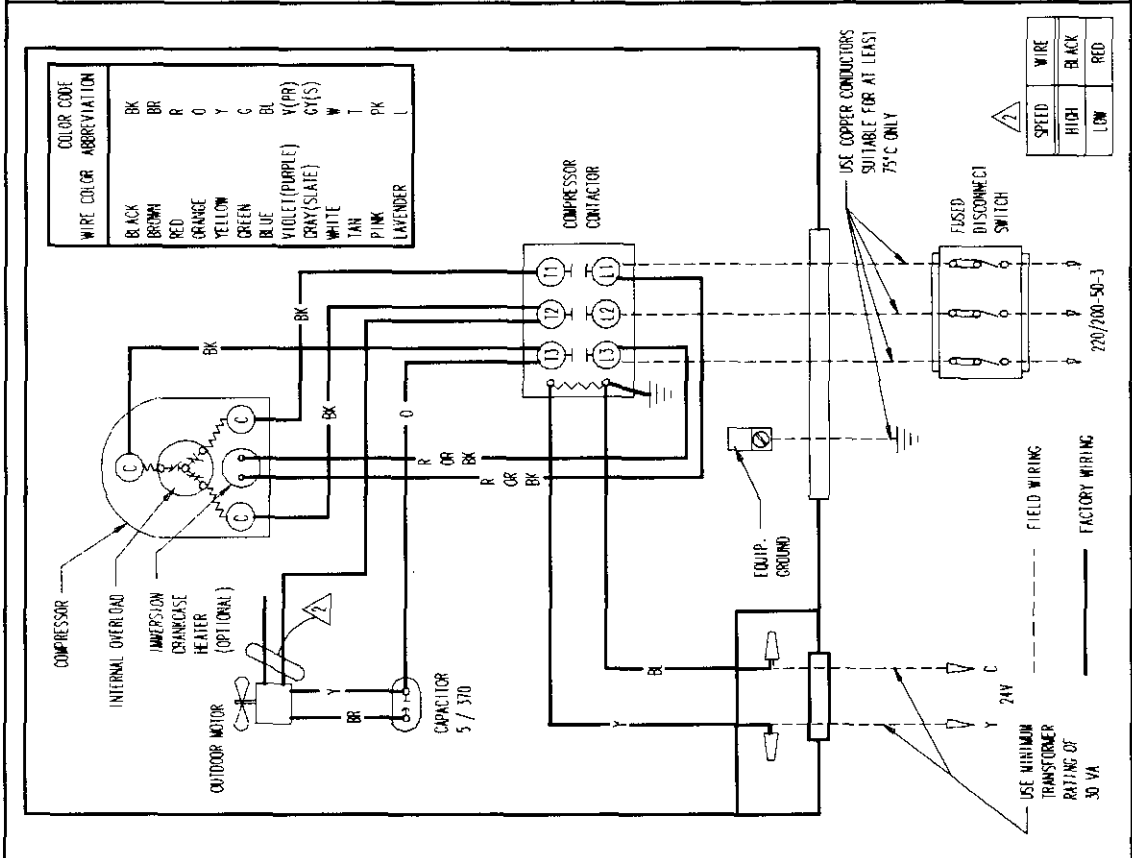 COLOR CODE
WIRE COLOR ABBREVIATION
BLACK BK
BROWN BR
RED R
ORANGE O
YELLOW Y
GREEN G
BLUE BL
VIOLET(PURPLE) V(PR)
GRAY(SLATE) GY(S)
WHITE W
TAN T
PINK PK
LAVENDER L
COMPRESSOR
INTERNAL OVERLOAD
IMMERSION
CRANKCASE
HEATER
(OPTIONAL)
OUTDOOR MOTOR
2
C
C
C
BK
BK
BK
O
R OR BK
R OR BK
Y
BR
CAPACITOR
5 / 370
COMPRESSOR
CONTACTOR
T1
T2
T3
L1
L2
L3
BL
Y
EQUIP.
GROUND
USE COPPER CONDUCTORS
SUITABLE FOR AT LEAST
75°C ONLY
FUSED
DISCONNECT
SWITCH
220/200-50-3
2
SPEED WIRE
HIGH BLACK
LOW RED
C
24V
Y
USE MINIMUM
TRANSFORMER
RATING OF
30 VA
FIELD WIRING
FACTORY WIRING